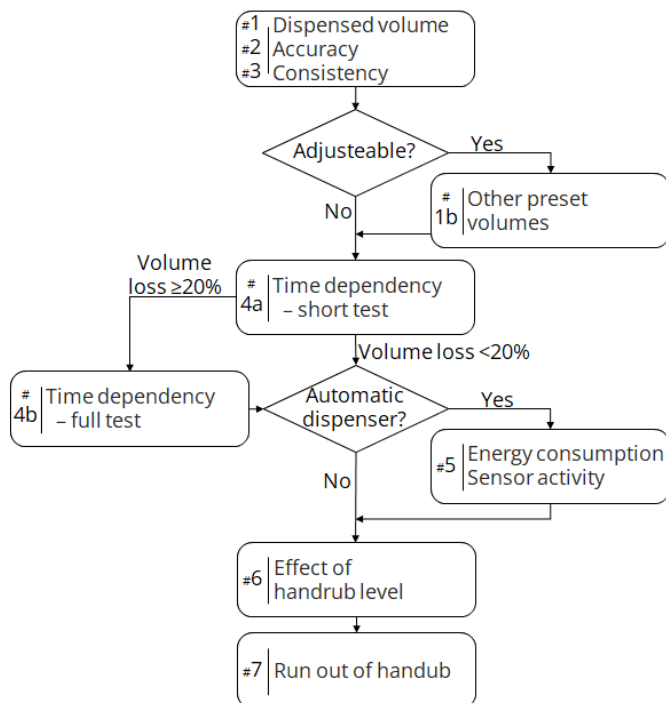 #1 Dispensed volume
#2 Accuracy
#3 Consistency
Adjusteable?
Yes
No
#
1b
Other preset
volumes
Volume
loss ≥20%
#
4a
Time dependency
– short test
Volume loss <20%
#
4b
Time dependency
– full test
Automatic
dispenser?
Yes
No
#5
Energy consumption
Sensor activity
#6
Effect of
handrub level
#7 Run out of handub